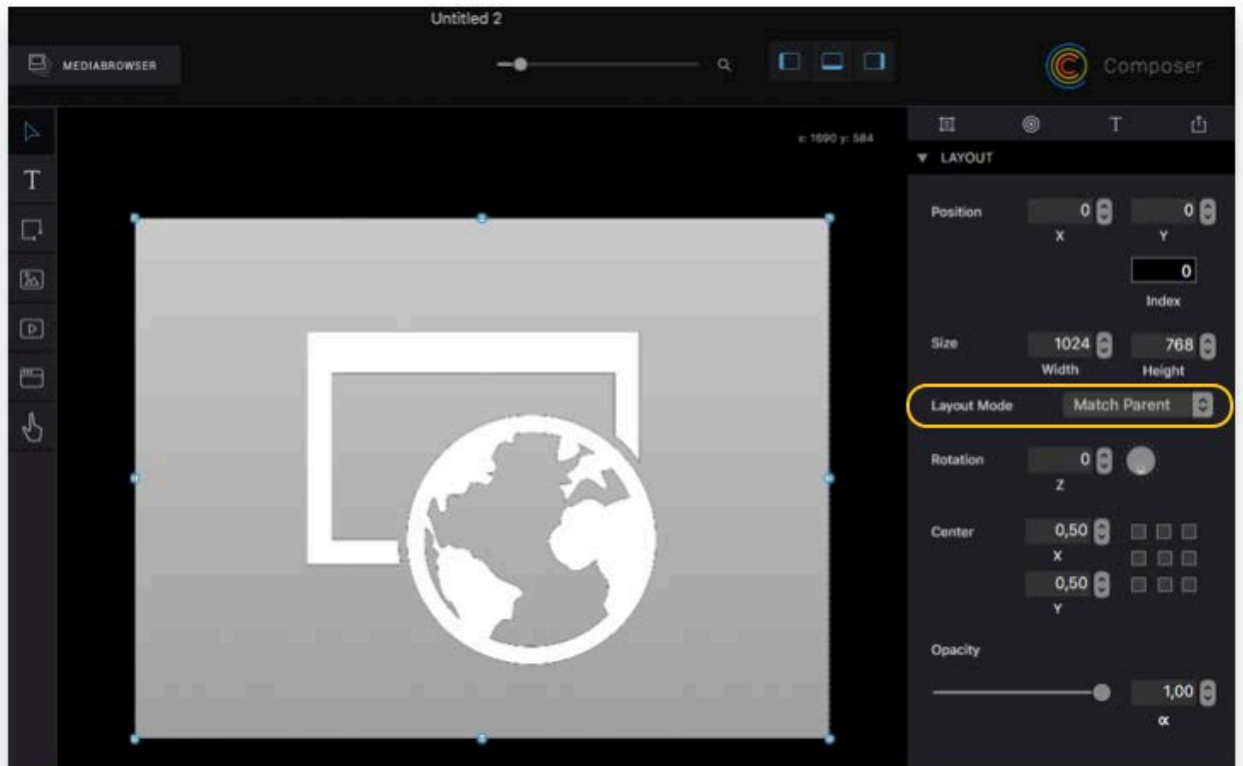 Untitled 2
MEDIABROWSER
Composer
x: 1690 y: 584
T
T
LAYOUT
Position 0 0
X Y
0
Index
Size 1024 768
Width Height
Layout Mode Match Parent
Rotation 0
Z
Center 0,50
X
0,50
Y
Opacity
1,00
α